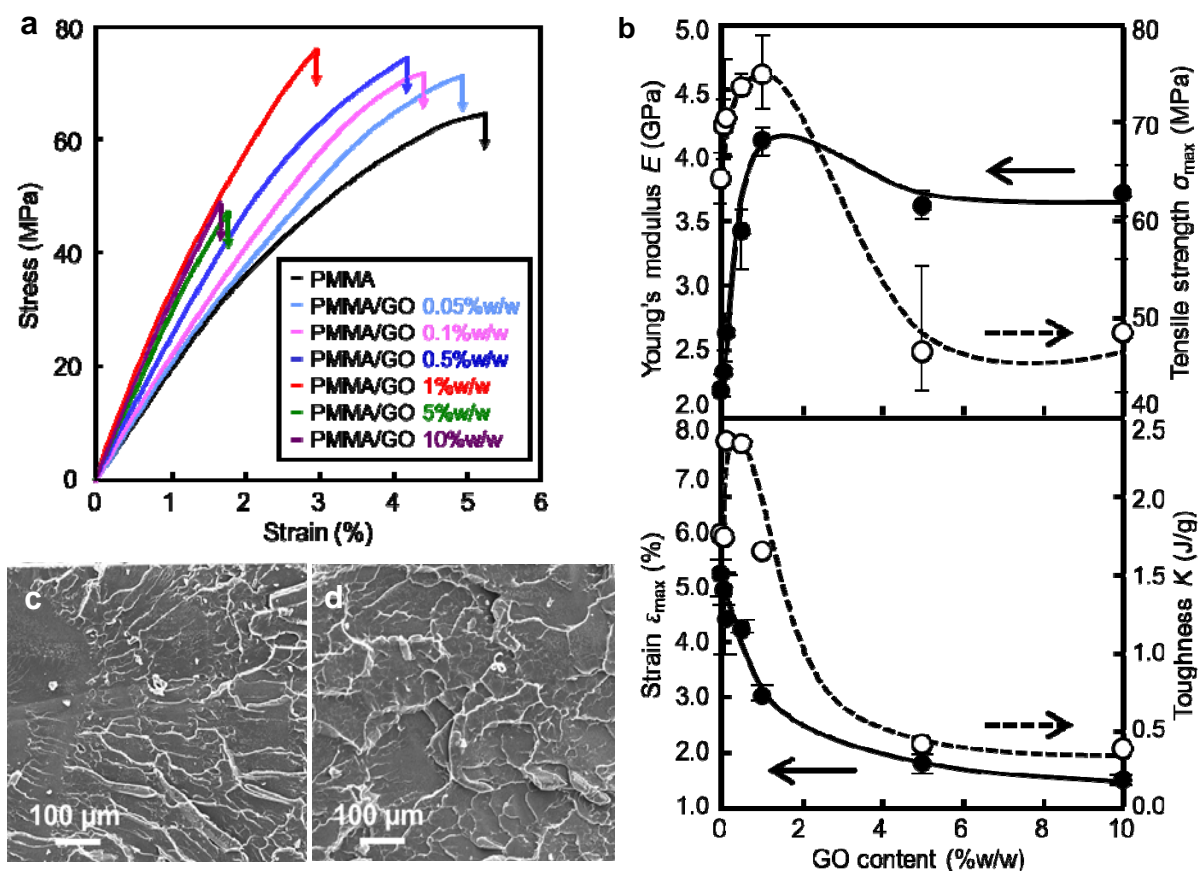 a
80
60
40
20
0
Stress (MPa)
0 1 2 3 4 5 6
Strain (%)
PMMA
PMMA/GO 0.05%w/w
PMMA/GO 0.1%w/w
PMMA/GO 0.5%w/w
PMMA/GO 1%w/w
PMMA/GO 5%w/w
PMMA/GO 10%w/w
b
5.0
4.5
4.0
3.5
3.0
2.5
2.0
Young's modulus E (GPa)
80
70
60
50
40
Tensile strength σmax (MPa)
8.0
7.0
6.0
5.0
4.0
3.0
2.0
1.0
Strain εmax (%)
2.5
2.0
1.5
1.0
0.5
0.0
Toughness K (J/g)
0 2 4 6 8 10
GO content (%w/w)
c
100 µm
d
100 µm